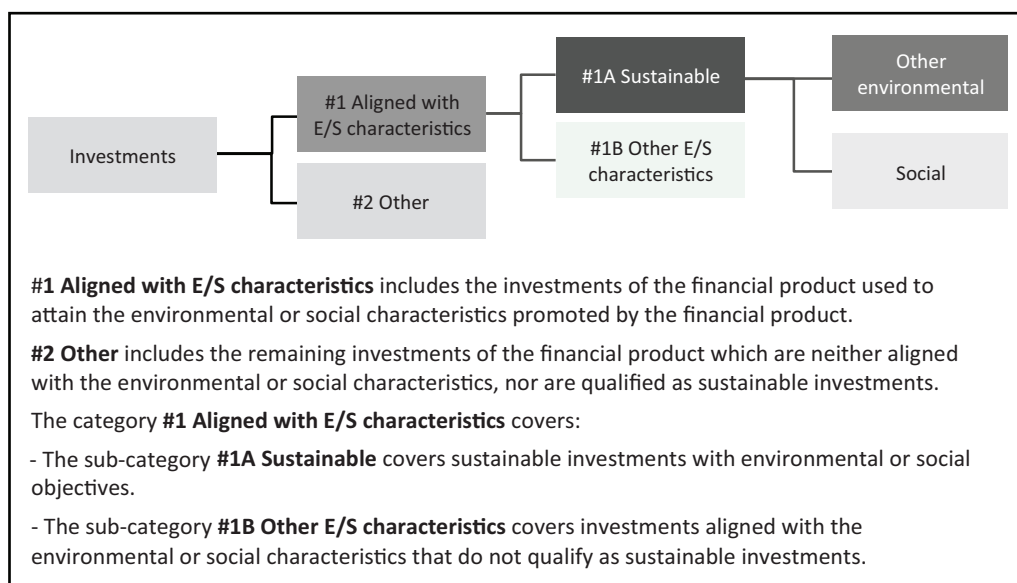 Investments
#1 Aligned with
E/S characteristics
#2 Other
#1A Sustainable
#1B Other E/S
characteristics
Other
environmental
Social
#1 Aligned with E/S characteristics includes the investments of the financial product used to
attain the environmental or social characteristics promoted by the financial product.
#2 Other includes the remaining investments of the financial product which are neither aligned
with the environmental or social characteristics, nor are qualified as sustainable investments.
The category #1 Aligned with E/S characteristics covers:
- The sub-category #1A Sustainable covers sustainable investments with environmental or social
objectives.
- The sub-category #1B Other E/S characteristics covers investments aligned with the
environmental or social characteristics that do not qualify as sustainable investments.